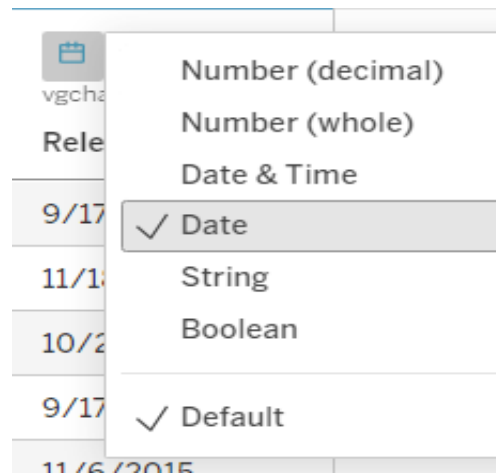 Number (decimal)
vgcha
Number (whole)
Rele
Date & Time
9/17
Date
11/1
String
10/2
Boolean
9/17
Default
11/6/2015